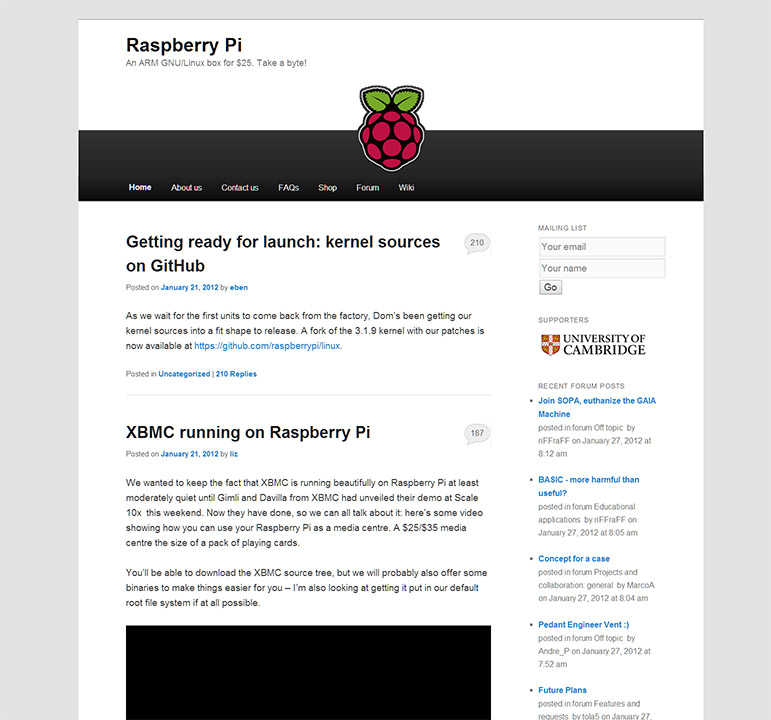 Raspberry Pi
An ARM GNU/Linux box for $25. Take a byte!
Home About us Contact us FAQs Shop Forum Wiki
Getting ready for launch: kernel sources
on GitHub
210
Posted on January 21, 2012 by eben
As we wait for the first units to come back from the factory, Dom's been getting our
kernel sources into a fit shape to release. A fork of the 3.1.9 kernel with our patches is
now available at https://github.com/raspberrypi/linux.
Posted in Uncategorized | 210 Replies
XBMC running on Raspberry Pi
187
Posted on January 21, 2012 by liz
We wanted to keep the fact that XBMC is running beautifully on Raspberry Pi at least
moderately quiet until Gimli and Davilla from XBMC had unveiled their demo at Scale
10x this weekend. Now they have done, so we can all talk about it: here's some video
showing how you can use your Raspberry Pi as a media centre. A $25/$35 media
centre the size of a pack of playing cards.
You'll be able to download the XBMC source tree, but we will probably also offer some
binaries to make things easier for you – I'm also looking at getting it put in our default
root file system if at all possible.
MAILING LIST
Your email
Your name
Go
SUPPORTERS
UNIVERSITY OF
CAMBRIDGE
RECENT FORUM POSTS
Join SOPA, euthanize the GAIA
Machine
posted in forum Off topic by
riFFraFF on January 27, 2012 at
8:12 am
BASIC - more harmful than
useful?
posted in forum Educational
applications by riFFraFF on
January 27, 2012 at 8:05 am
Concept for a case
posted in forum Projects and
collaboration: general by MarcoA
on January 27, 2012 at 8:04 am
Pedant Engineer Vent :)
posted in forum Off topic by
Andre_P on January 27, 2012 at
7:52 am
Future Plans
posted in forum Features and
requests by tola5 on January 27,